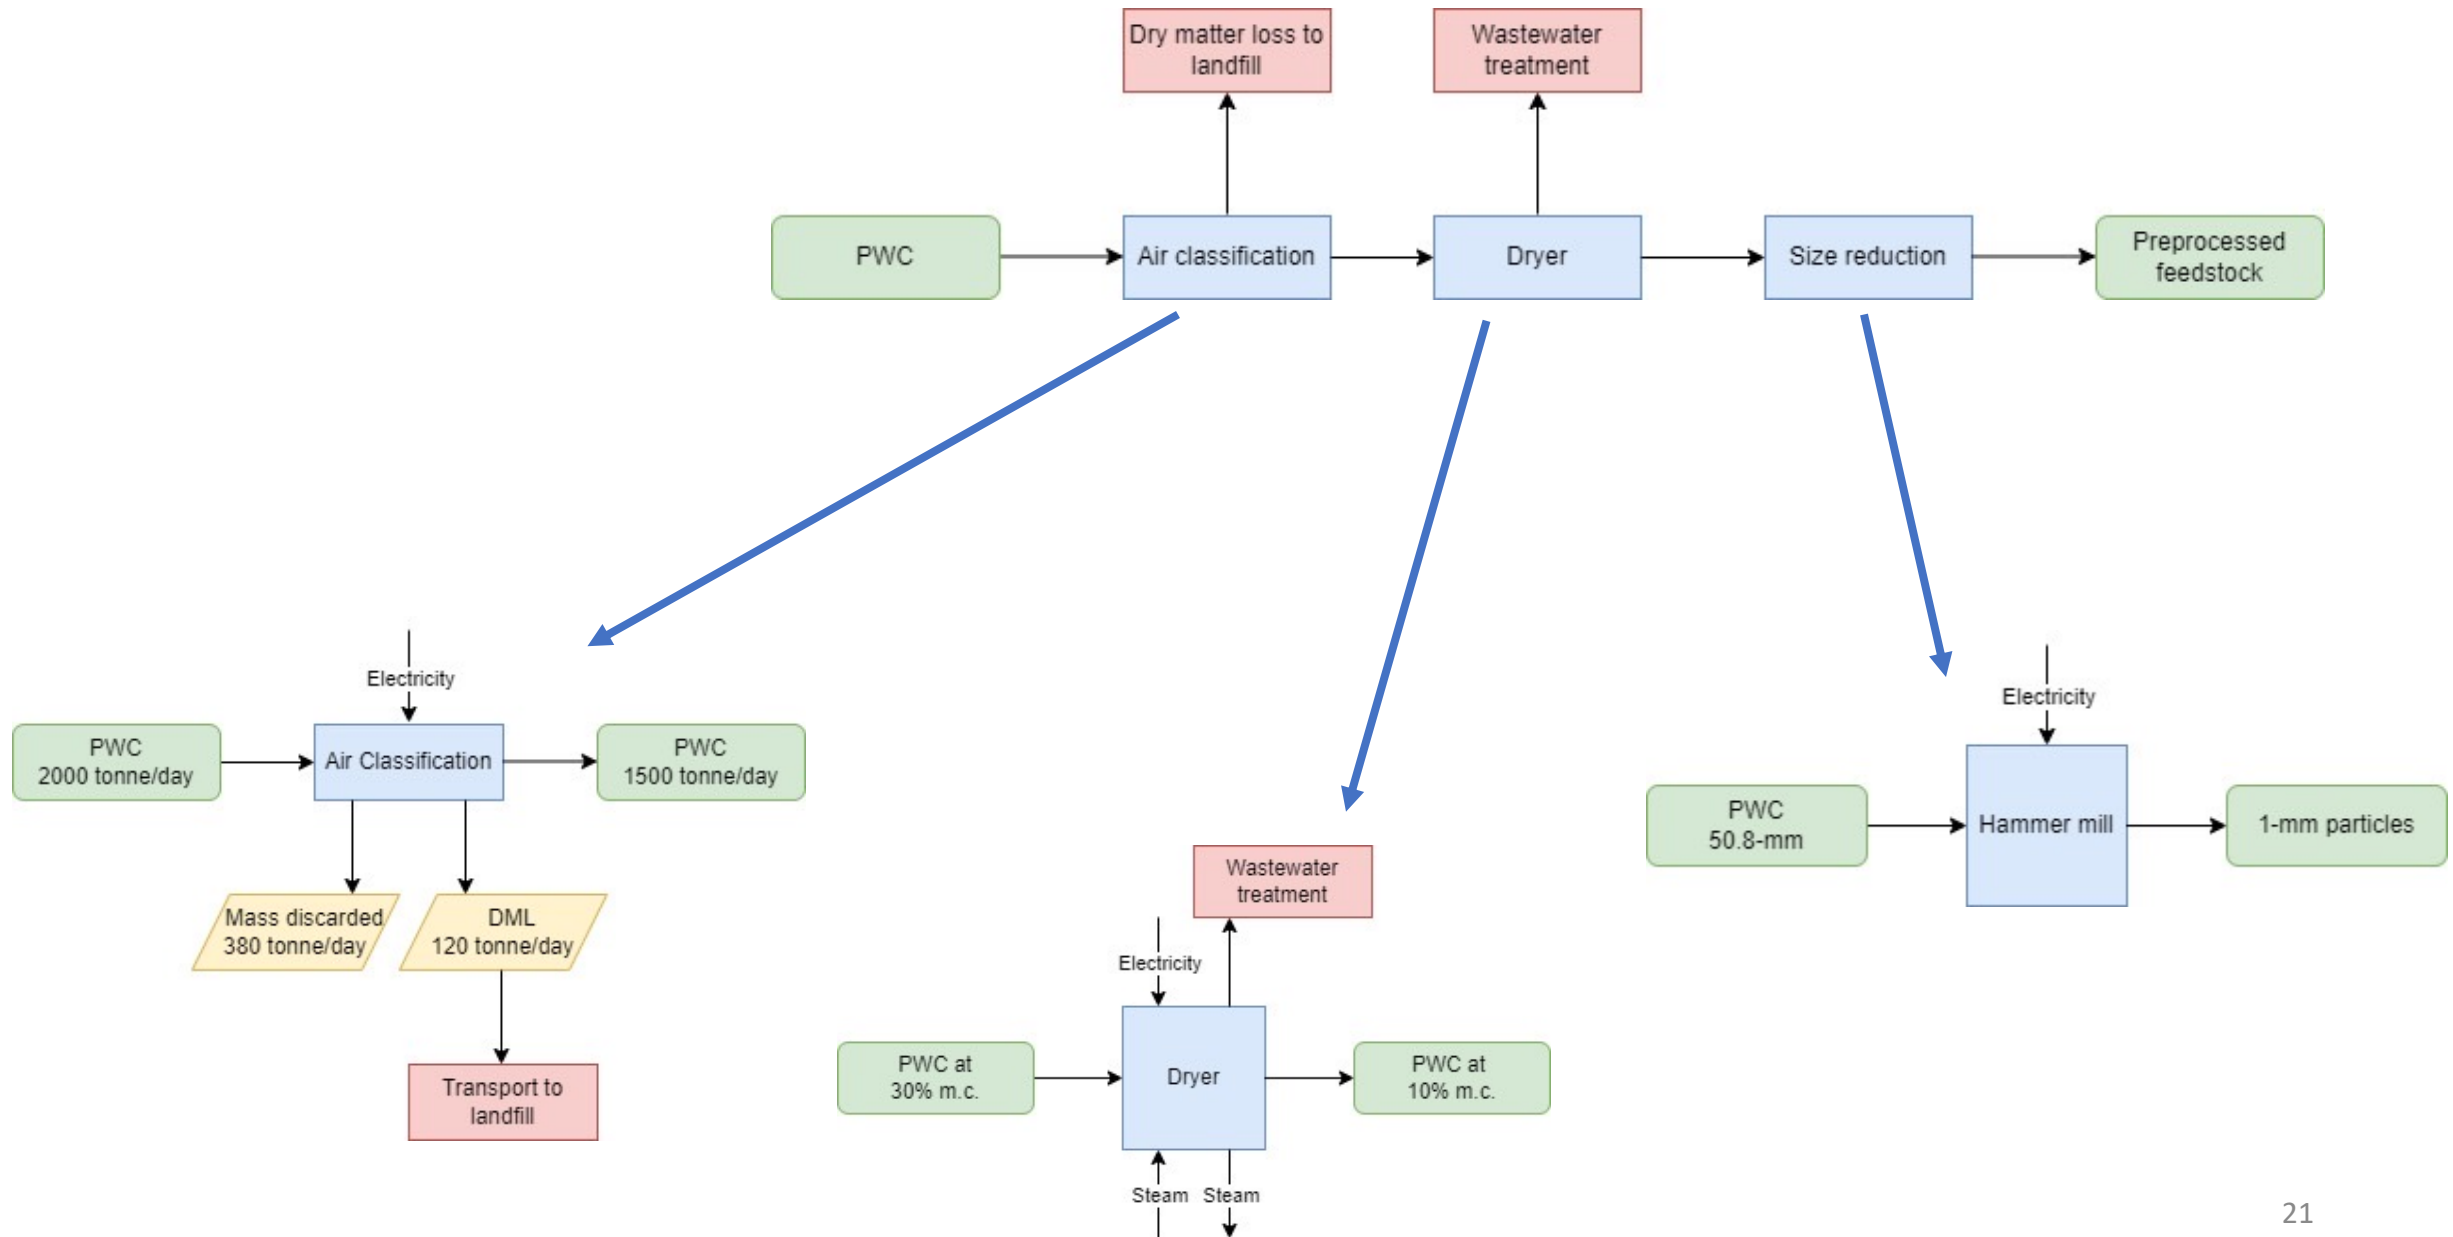 Dry matter loss to
landfill
Wastewater
treatment
PWC
Air classification
Dryer
Size reduction
Preprocessed
feedstock
Electricity
PWC
2000 tonne/day
Air Classification
PWC
1500 tonne/day
Mass discarded
380 tonne/day
DML
120 tonne/day
Transport to
landfill
Wastewater
treatment
Electricity
PWC at
30% m.c.
Dryer
PWC at
10% m.c.
Steam
Steam
Electricity
PWC
50.8-mm
Hammer mill
1-mm particles
21